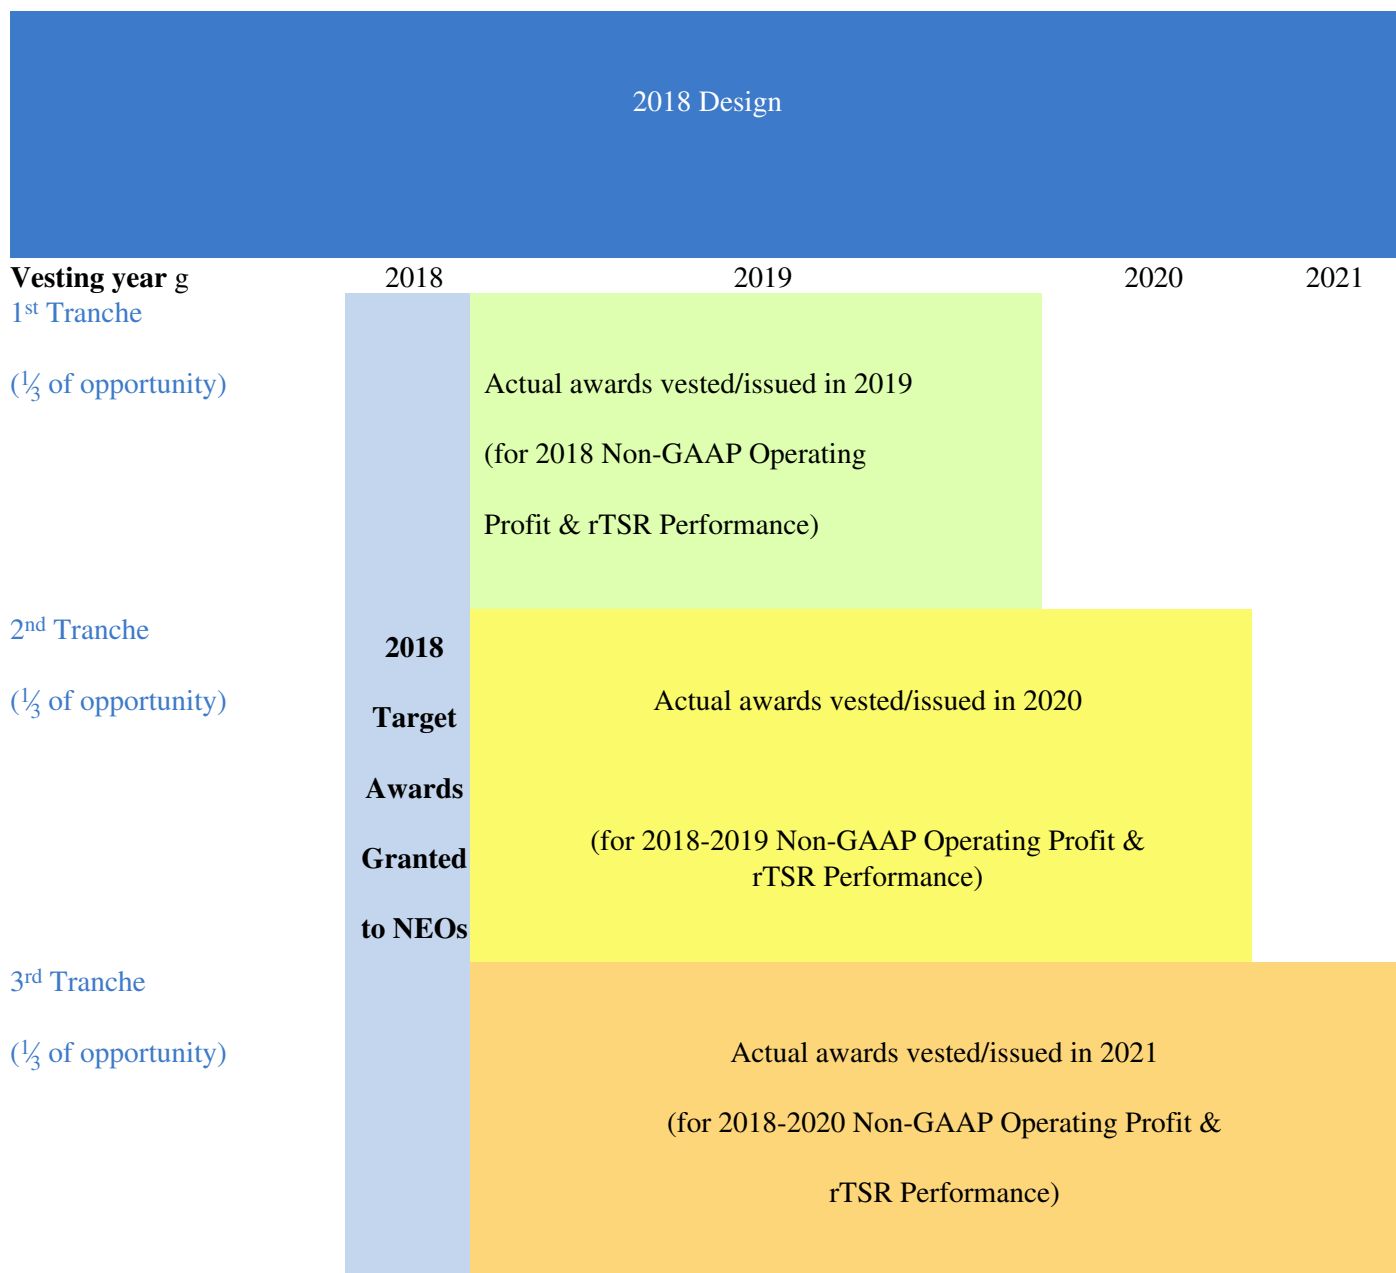 2018 Design
Vesting year g 2018 2019 2020 2021
1st Tranche
(⅓ of opportunity)
Actual awards vested/issued in 2019
(for 2018 Non-GAAP Operating
Profit & rTSR Performance)
2nd Tranche
(⅓ of opportunity)
2018
Target
Awards
Granted
to NEOs
Actual awards vested/issued in 2020
(for 2018-2019 Non-GAAP Operating Profit &
rTSR Performance)
3rd Tranche
(⅓ of opportunity)
Actual awards vested/issued in 2021
(for 2018-2020 Non-GAAP Operating Profit &
rTSR Performance)